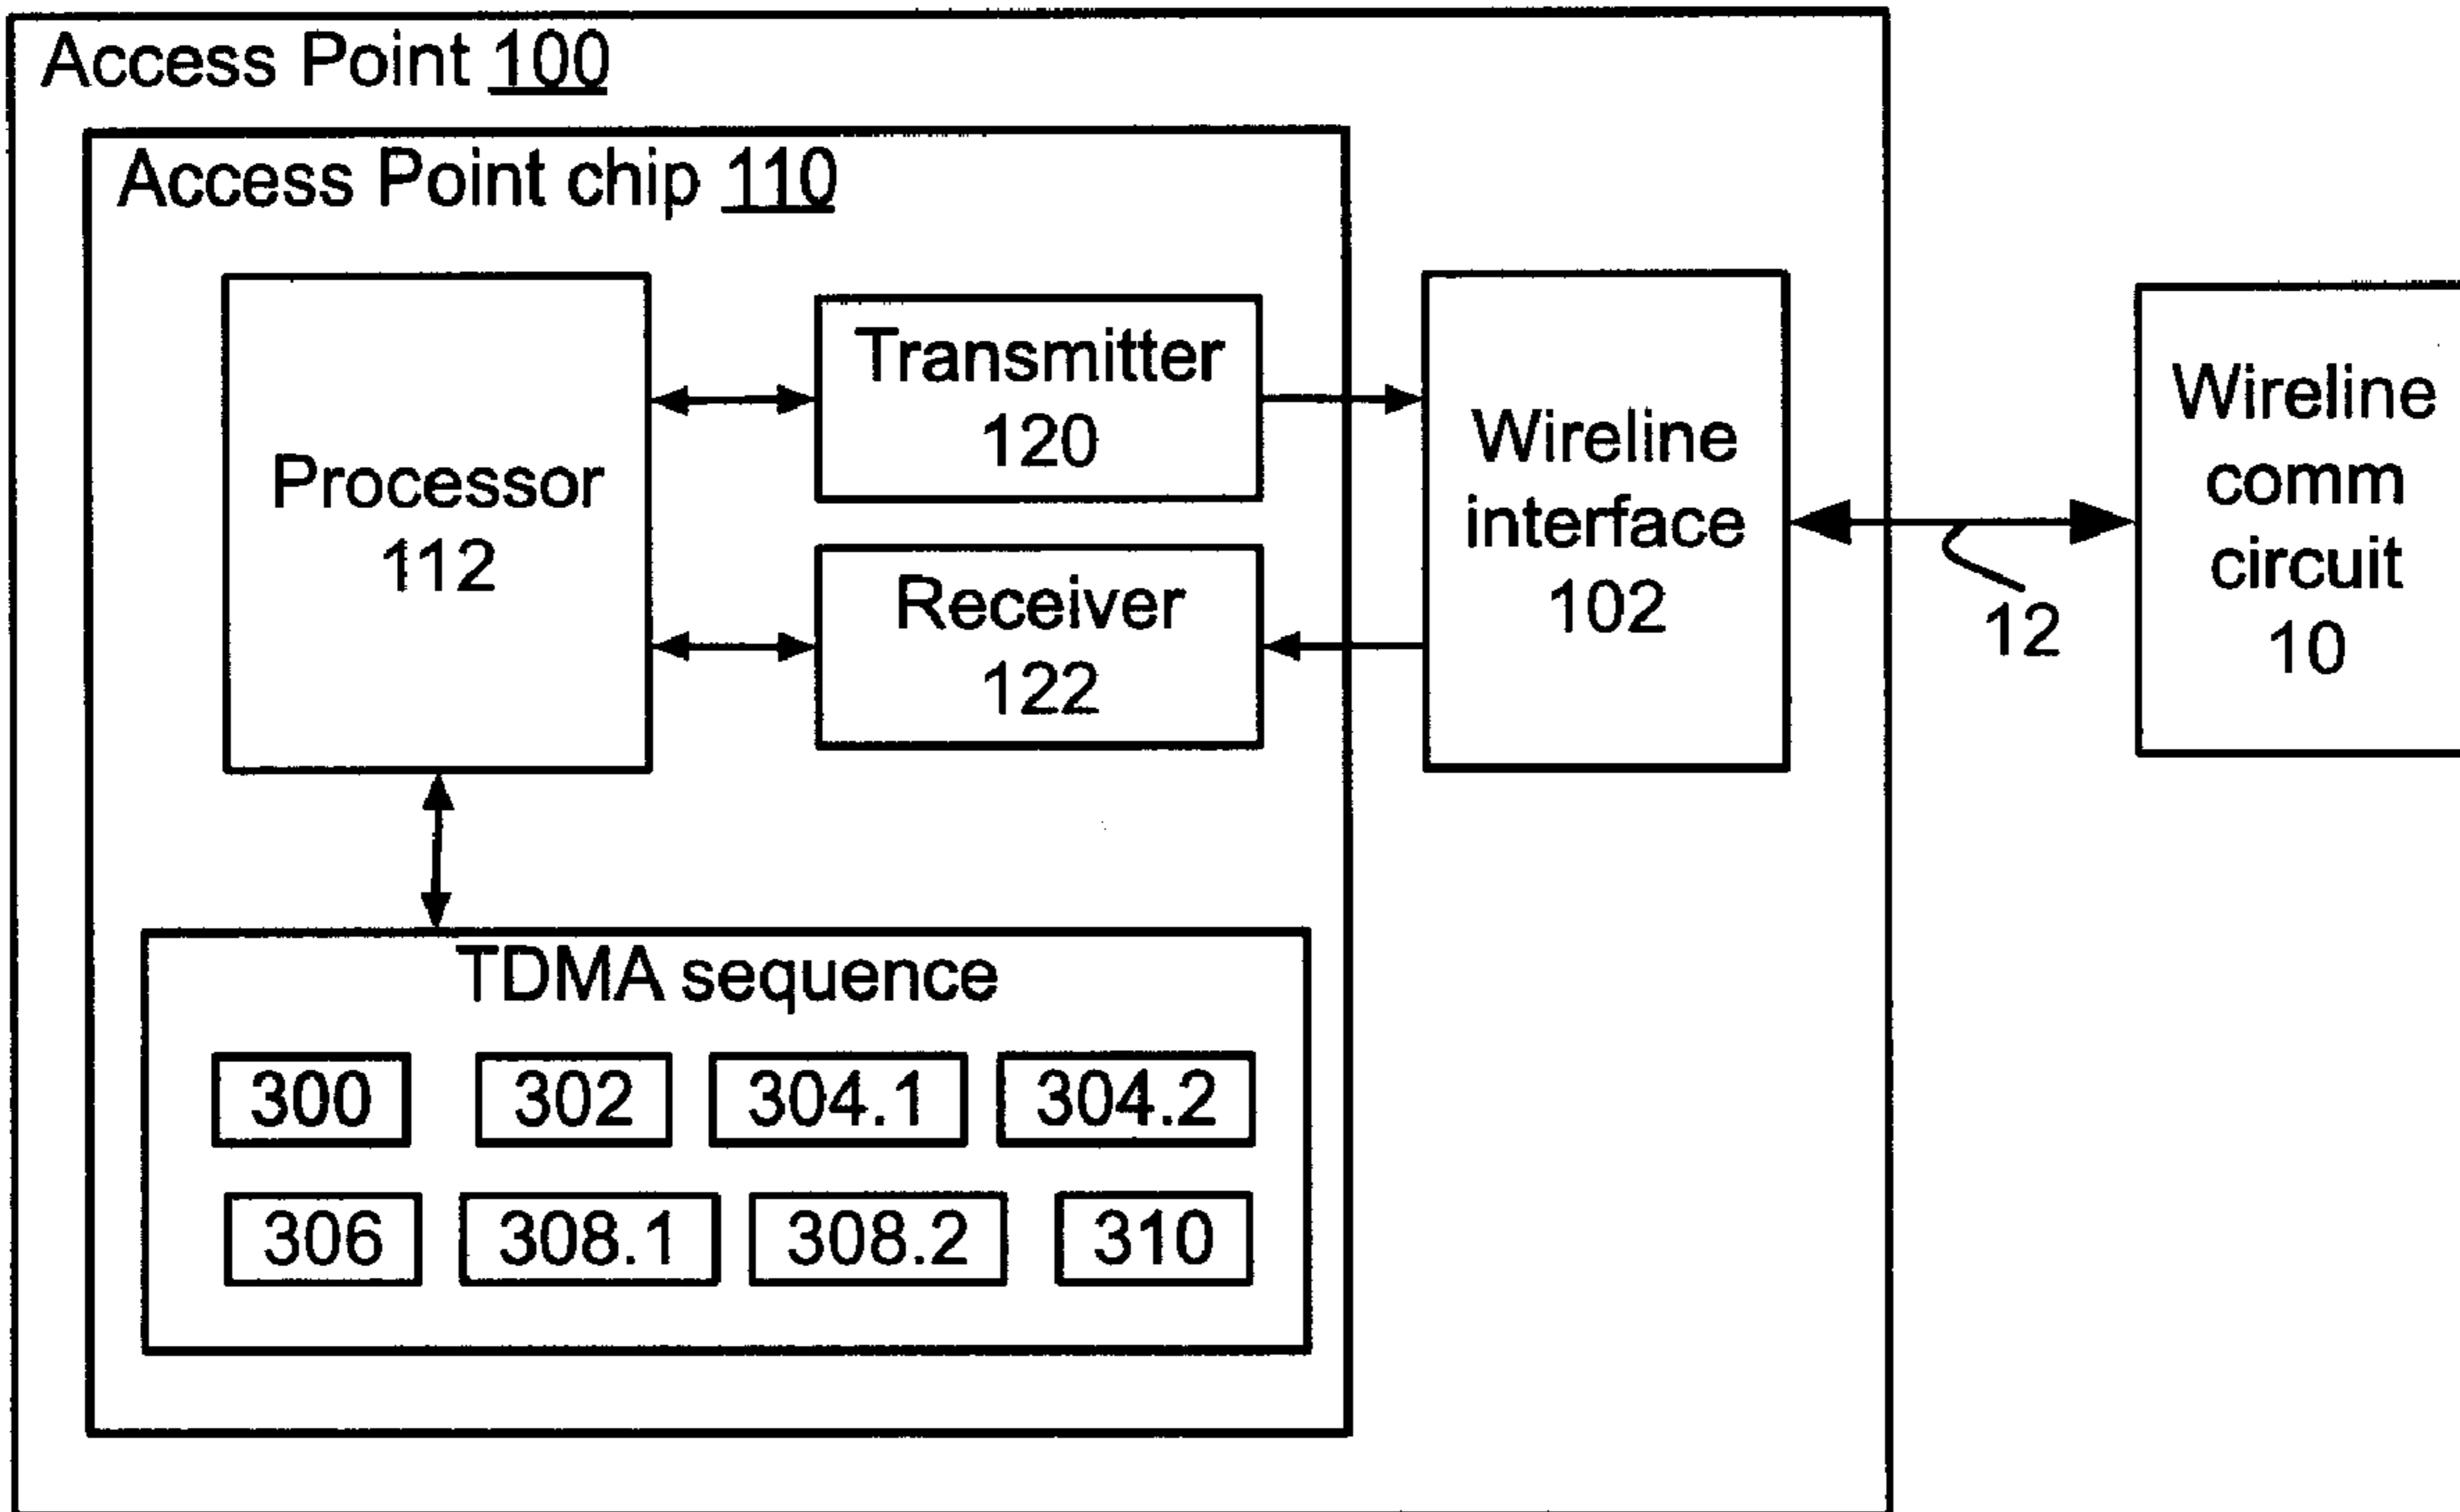 Access Point 100
Access Point chip 110
Processor
112
Transmitter
120
Receiver
122
Wireline
interface
102
12
Wireline
comm
circuit
10
TDMA sequence
300 302 304.1 304.2
306 308.1 308.2 310